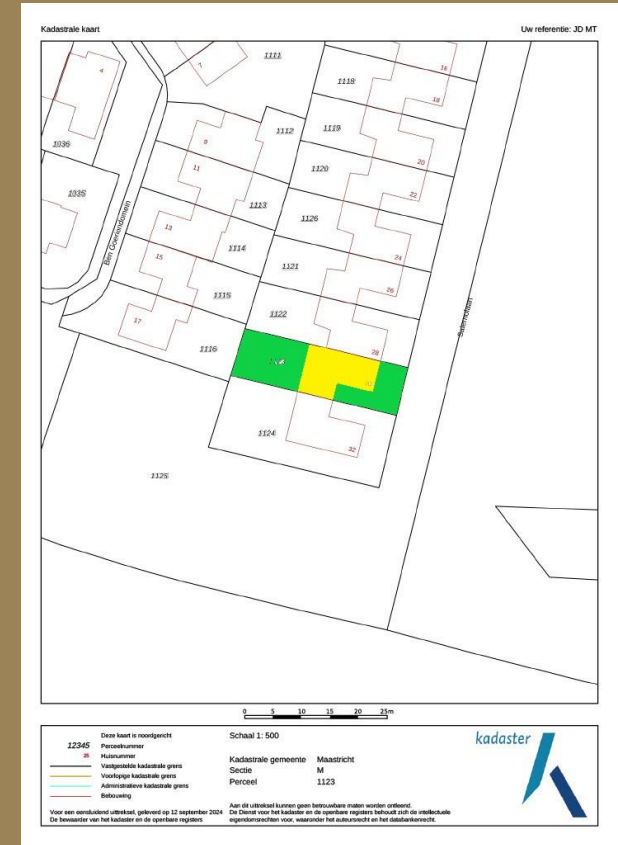 Kadastrale kaart
Uw referentie: JD MT
1111
7
4
16
1118
18
1036
1112
1119
9
20
11
1120
1035
22
1113
1126
13
1114
24
15
1121
26
Ben Goeriondomein
1115
1122
Salernolaan
17
28
1116
1123
1124
32
1125
0 5 10 15 20 25m
Deze kaart is noordgericht
12345 Perceelnummer
25 Huisnummer
Vastgestelde kadastrale grens
Voorlopige kadastrale grens
Administratieve kadastrale grens
Bebouwing
Voor een eensluidend uittreksel, geleverd op 12 september 2024
De bewaarder van het kadaster en de openbare registers
Schaal 1: 500
Kadastrale gemeente Maastricht
Sectie M
Perceel 1123
Aan dit uittreksel kunnen geen betrouwbare maten worden ontleend.
De Dienst voor het kadaster en de openbare registers behoudt zich de intellectuele
eigendomsrechten voor, waaronder het auteursrecht en het databankenrecht.
kadaster